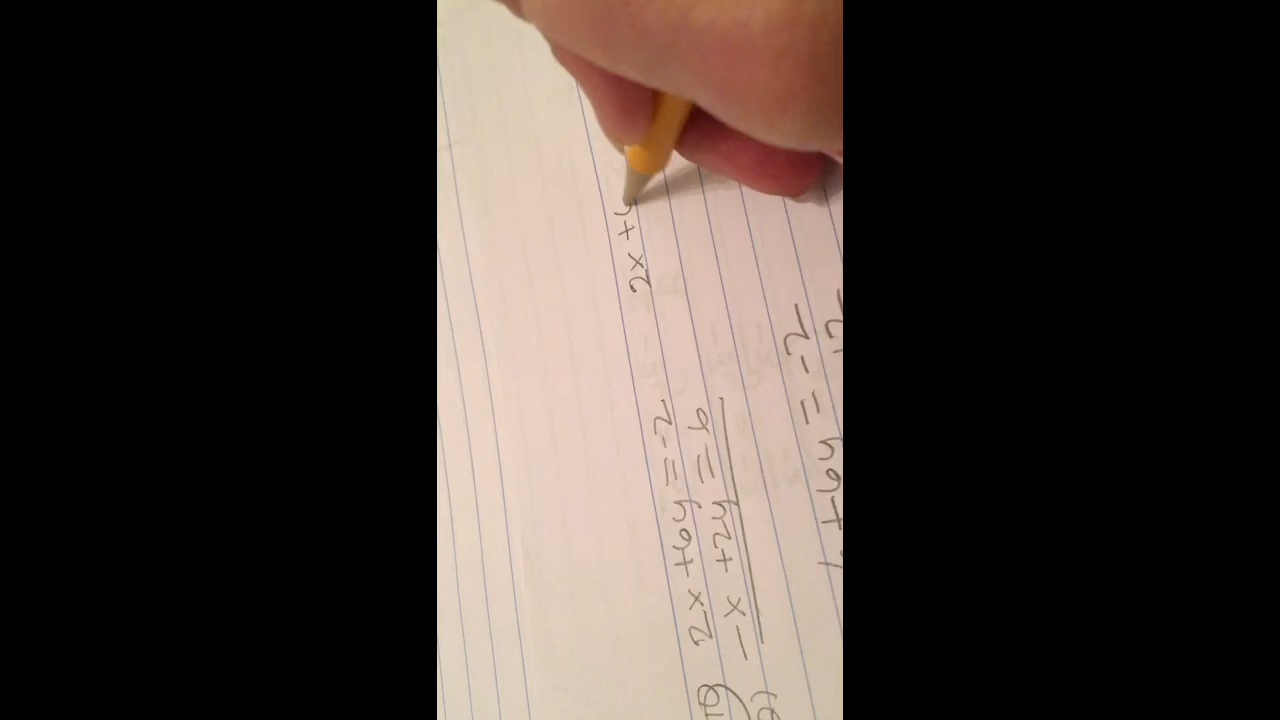 2x + 6y = -2
- x + 2y = 6
2x +
+ 6y = -2